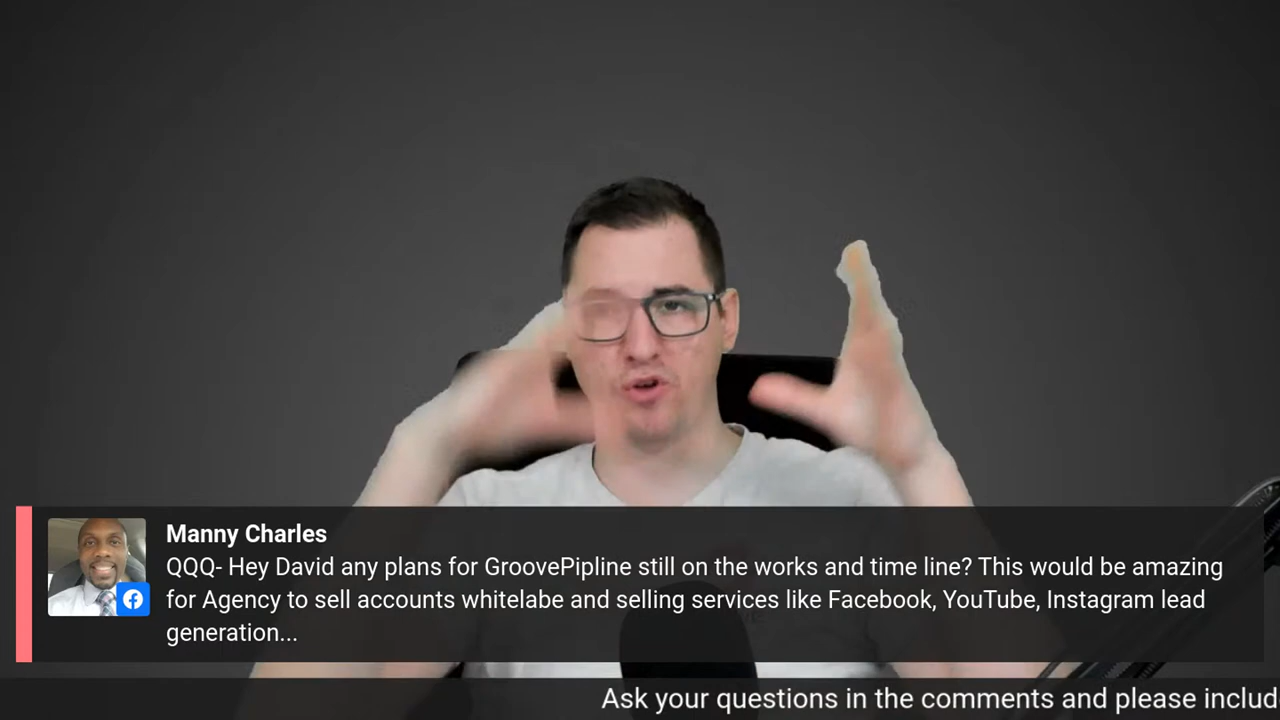 Manny Charles
QQQ- Hey David any plans for GroovePipline still on the works and time line? This would be amazing
for Agency to sell accounts whitelabe and selling services like Facebook, YouTube, Instagram lead
generation...
Ask your questions in the comments and please includ